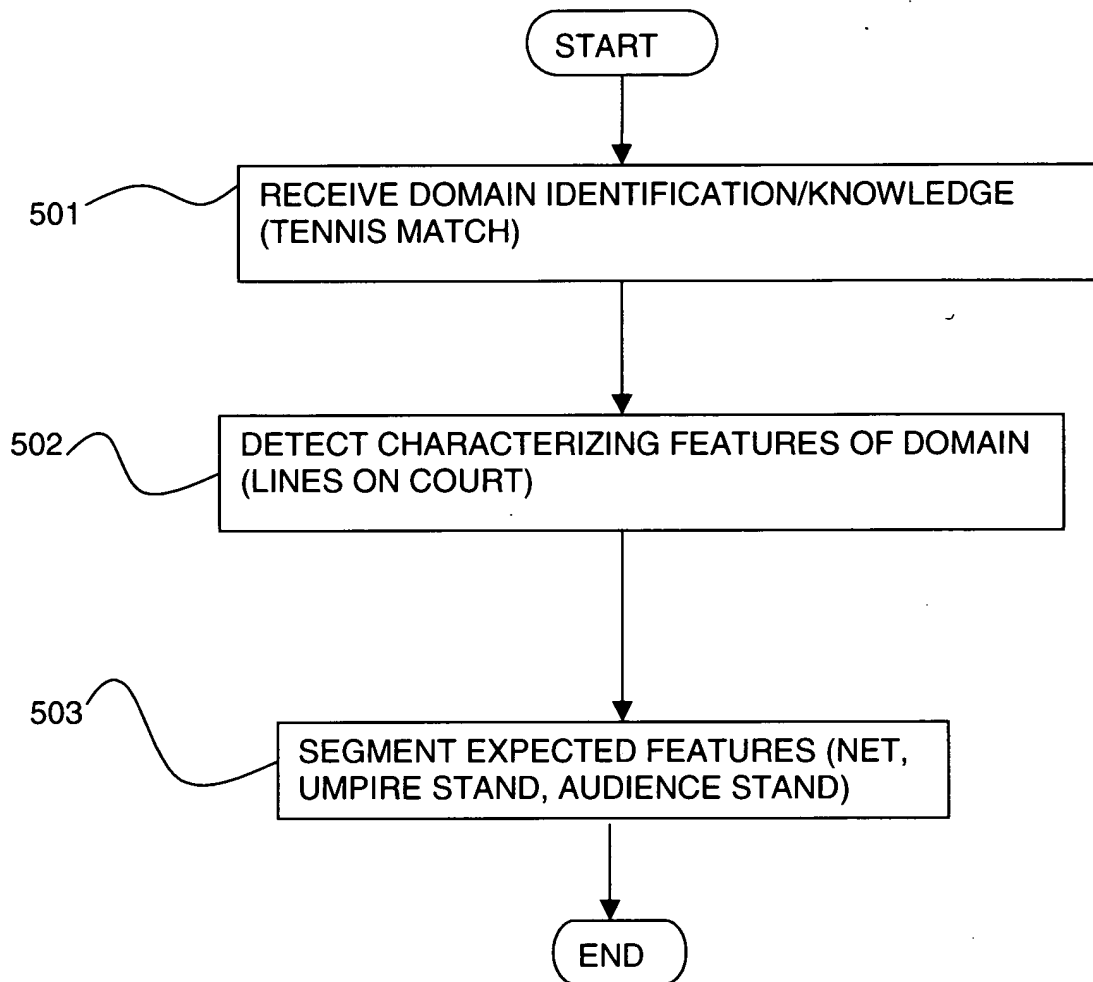 START
501
RECEIVE DOMAIN IDENTIFICATION/KNOWLEDGE
(TENNIS MATCH)
502
DETECT CHARACTERIZING FEATURES OF DOMAIN
(LINES ON COURT)
503
SEGMENT EXPECTED FEATURES (NET,
UMPIRE STAND, AUDIENCE STAND)
END